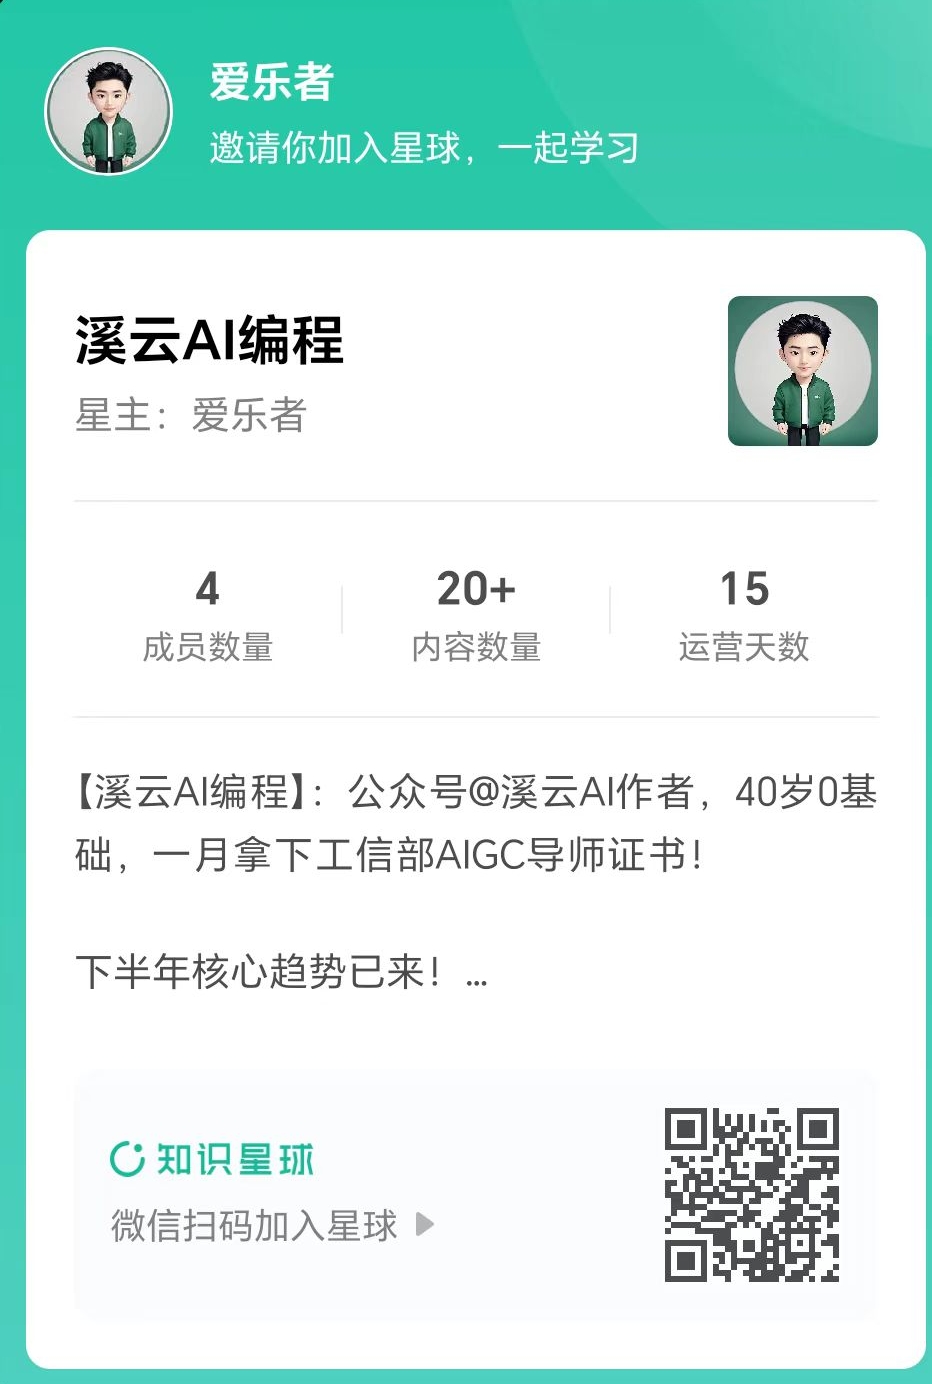 爱乐者
邀请你加入星球，一起学习
溪云AI编程
星主：爱乐者
4
成员数量
20+
内容数量
15
运营天数
【溪云AI编程】：公众号@溪云AI作者，40岁0基
础，一月拿下工信部AIGC导师证书！
下半年核心趋势已来！...
知识星球
微信扫码加入星球